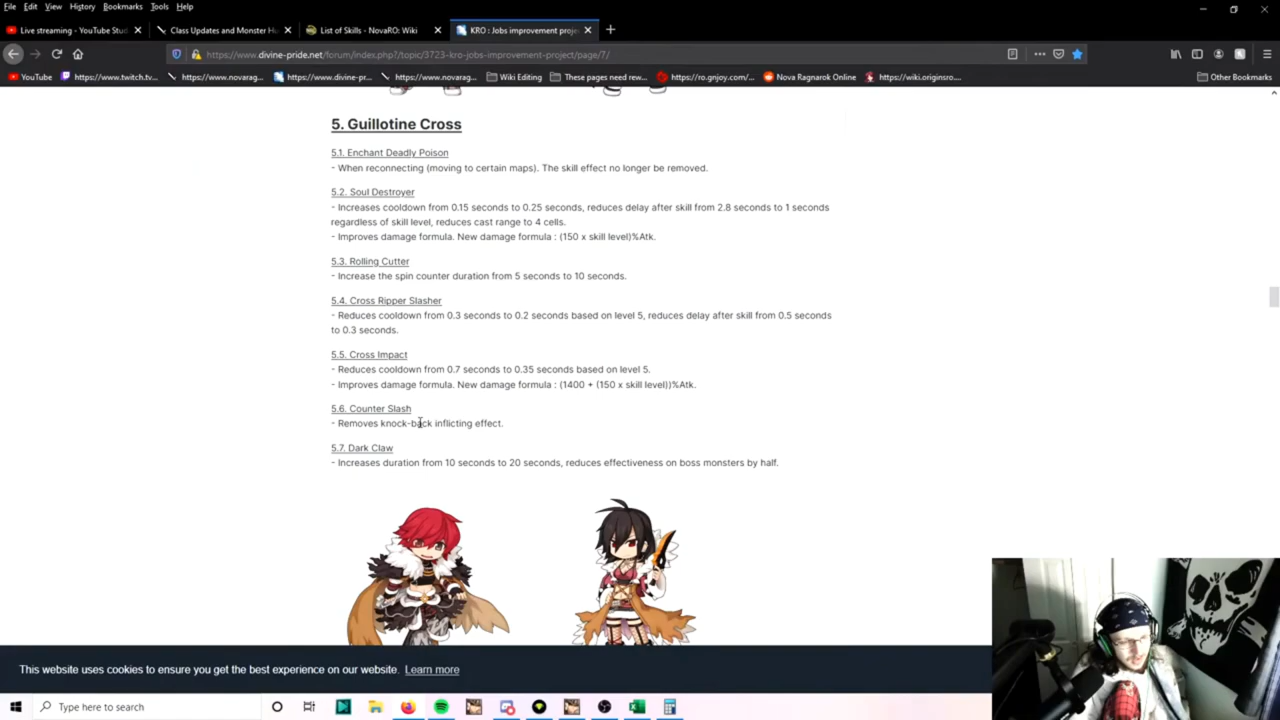 File Edit View History Bookmarks Tools Help
Live streaming - YouTube Stud
Class Updates and Monster Hu
List of Skills - NovaRO: Wiki
KRO : Jobs improvement proje
https://www.divine-pride.net/forum/index.php?/topic/3723-kro-jobs-improvement-project/page/7/
YouTube
https://www.twitch.tv...
https://www.novarag...
https://www.divine-pr...
https://www.novarag...
Wiki Editing
These pages need rew...
https://ro.gnjoy.com/...
Nova Ragnarok Online
https://wiki.originsro....
Other Bookmarks
5. Guillotine Cross
5.1. Enchant Deadly Poison
- When reconnecting (moving to certain maps). The skill effect no longer be removed.
5.2. Soul Destroyer
- Increases cooldown from 0.15 seconds to 0.25 seconds, reduces delay after skill from 2.8 seconds to 1 seconds
regardless of skill level, reduces cast range to 4 cells.
- Improves damage formula. New damage formula : (150 x skill level)%Atk.
5.3. Rolling Cutter
- Increase the spin counter duration from 5 seconds to 10 seconds.
5.4. Cross Ripper Slasher
- Reduces cooldown from 0.3 seconds to 0.2 seconds based on level 5, reduces delay after skill from 0.5 seconds
to 0.3 seconds.
5.5. Cross Impact
- Reduces cooldown from 0.7 seconds to 0.35 seconds based on level 5.
- Improves damage formula. New damage formula : (1400 + (150 x skill level))%Atk.
5.6. Counter Slash
- Removes knock-back inflicting effect.
5.7. Dark Claw
- Increases duration from 10 seconds to 20 seconds, reduces effectiveness on boss monsters by half.
This website uses cookies to ensure you get the best experience on our website. Learn more
Type here to search